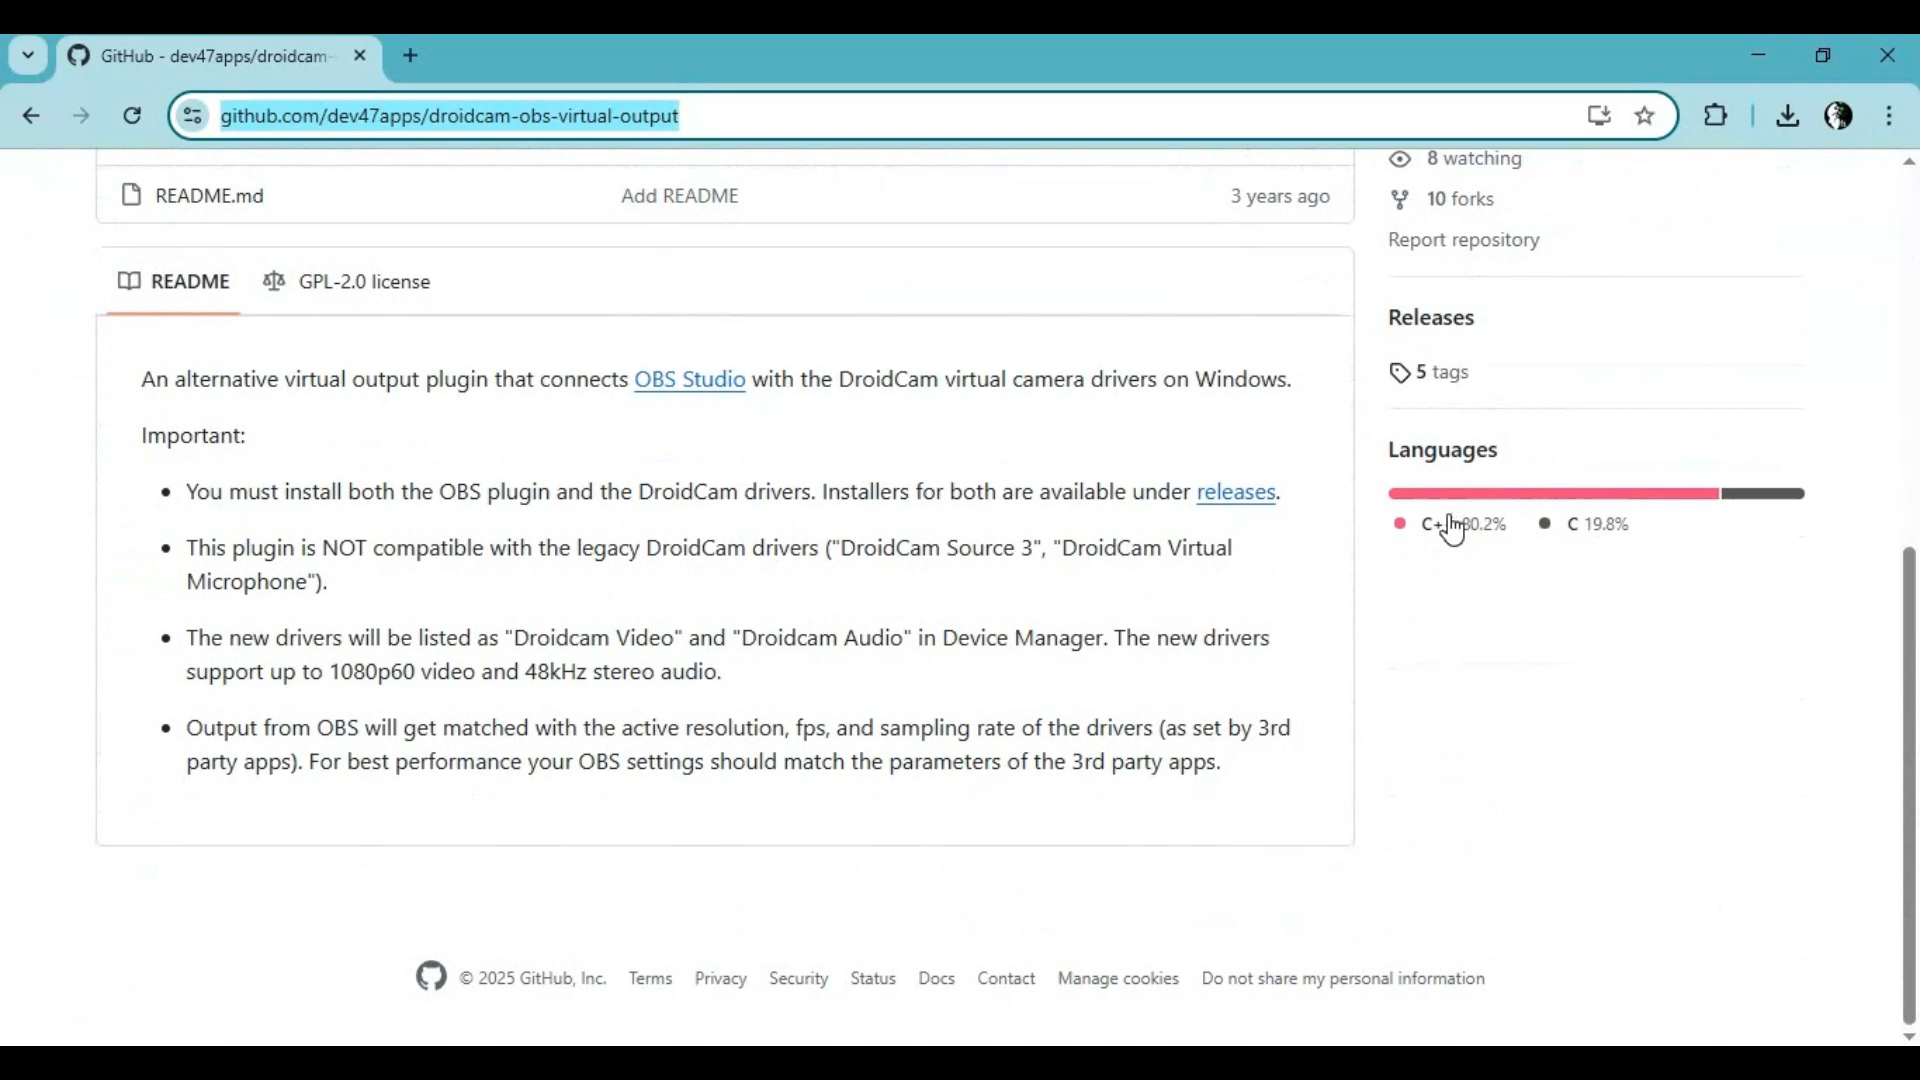 GitHub - dev47apps/droidcam-
github.com/dev47apps/droidcam-obs-virtual-output
8 watching
README.md Add README 3 years ago
10 forks
Report repository
README GPL-2.0 license
Releases
5 tags
An alternative virtual output plugin that connects OBS Studio with the DroidCam virtual camera drivers on Windows.
Important:
Languages
You must install both the OBS plugin and the DroidCam drivers. Installers for both are available under releases.
C 19.8%
This plugin is NOT compatible with the legacy DroidCam drivers ("DroidCam Source 3", "DroidCam Virtual
Microphone").
The new drivers will be listed as "Droidcam Video" and "Droidcam Audio" in Device Manager. The new drivers
support up to 1080p60 video and 48kHz stereo audio.
Output from OBS will get matched with the active resolution, fps, and sampling rate of the drivers (as set by 3rd
party apps). For best performance your OBS settings should match the parameters of the 3rd party apps.
© 2025 GitHub, Inc. Terms Privacy Security Status Docs Contact Manage cookies Do not share my personal information